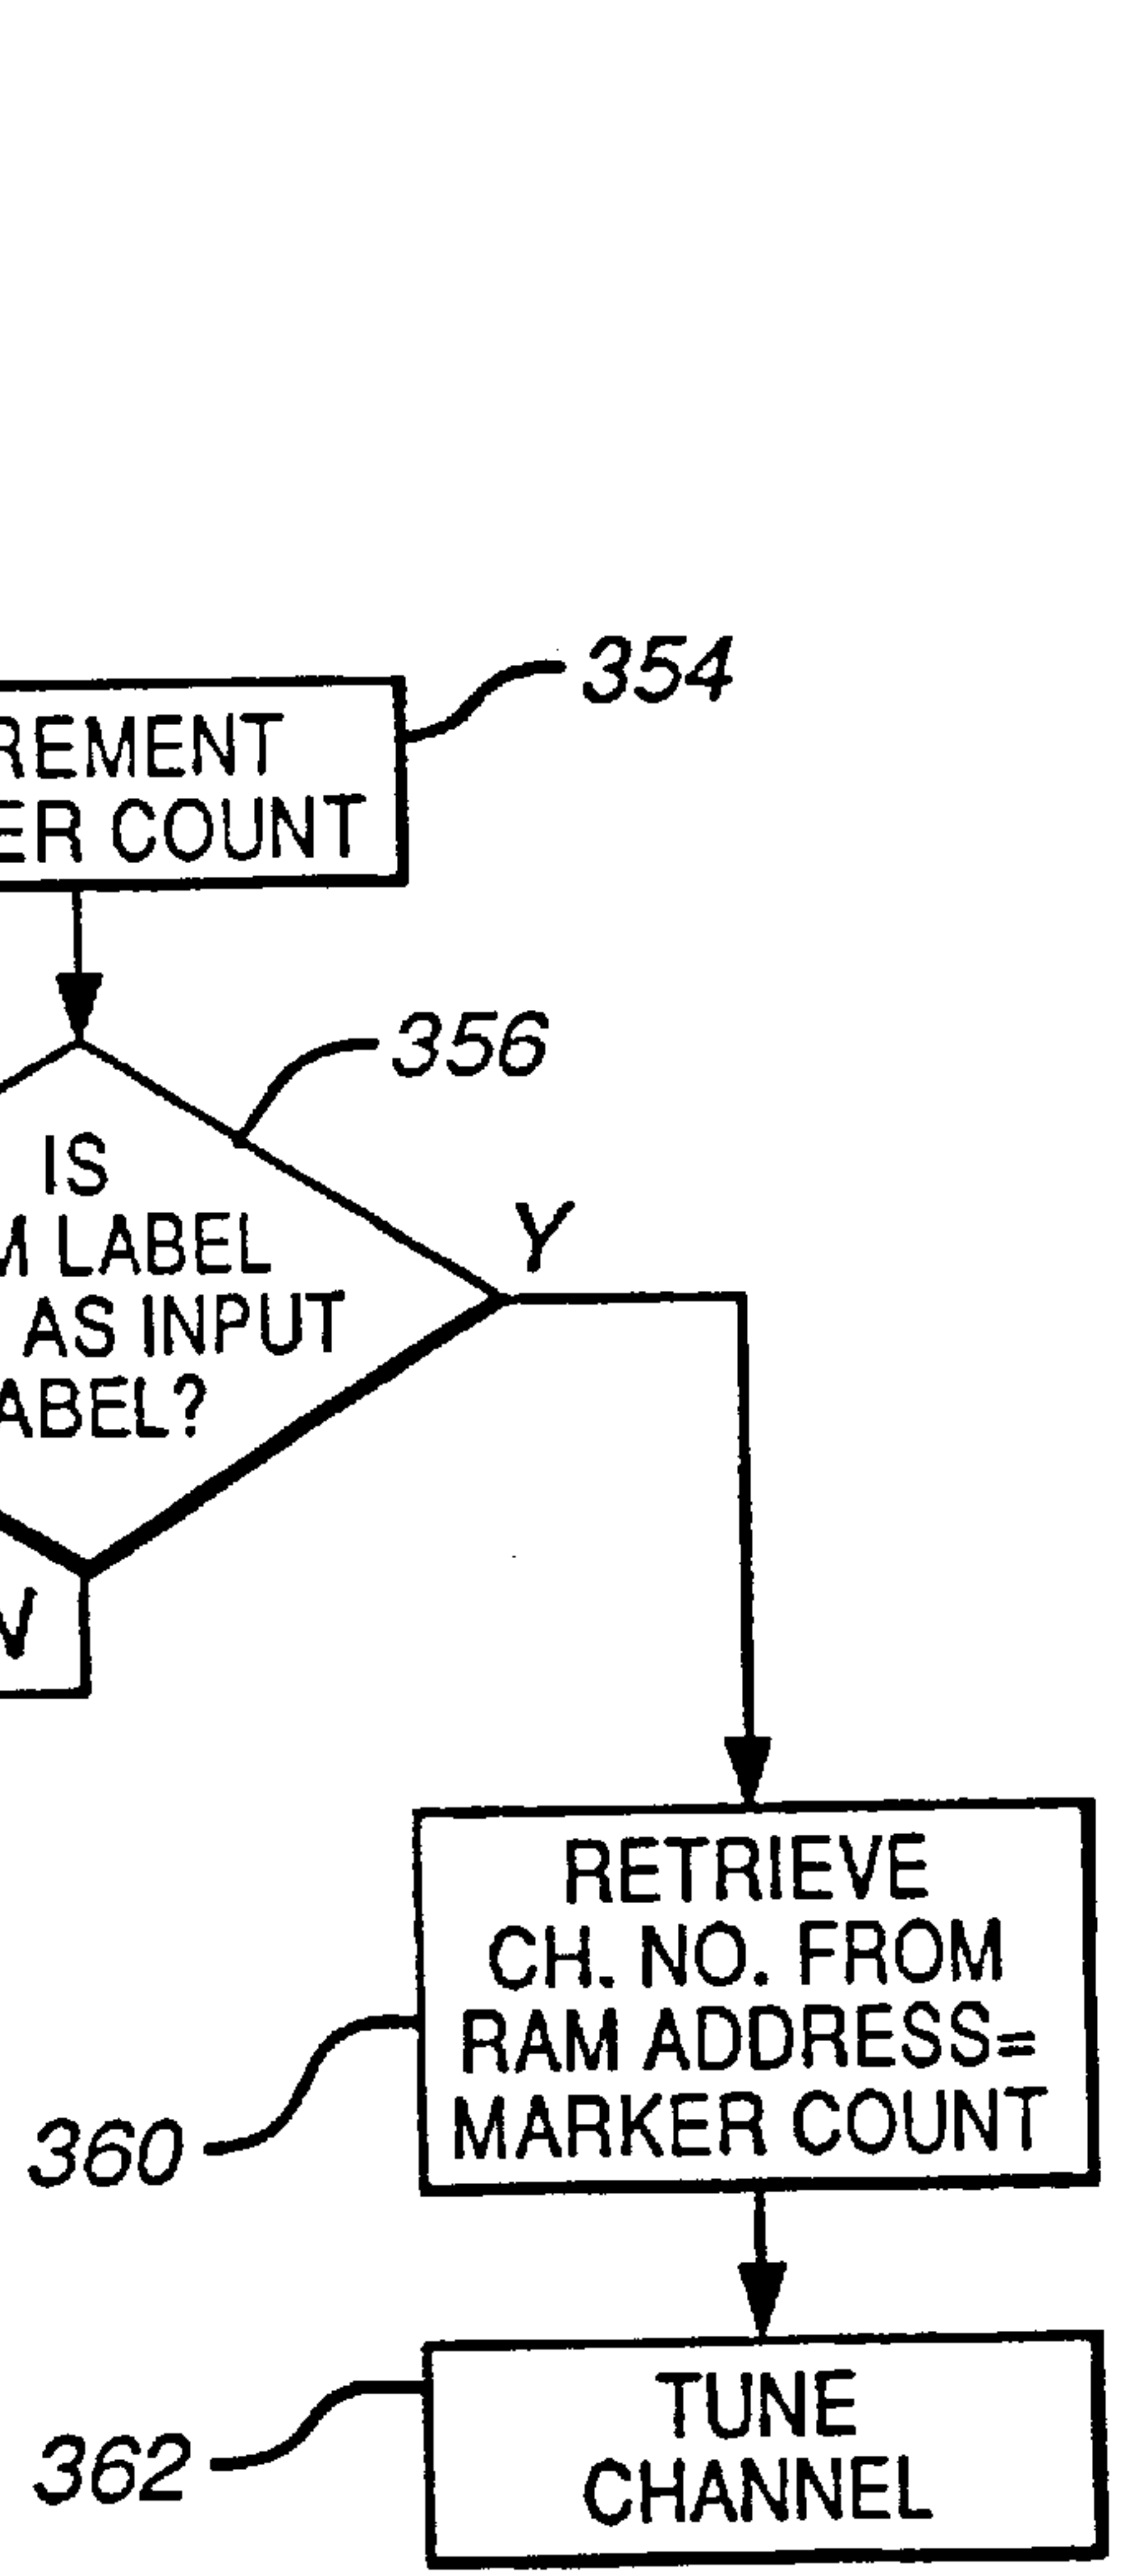 354
REMENT
ER COUNT
356
IS
M LABEL
AS INPUT
ABEL?
Y
RETRIEVE
CH. NO. FROM
RAM ADDRESS=
MARKER COUNT
360
TUNE
CHANNEL
362